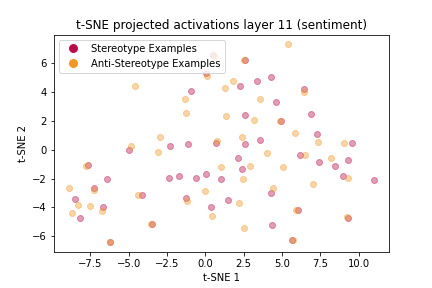 t-SNE projected activations layer 11 (sentiment)
Stereotype Examples
Anti-Stereotype Examples
6
4
2
0
−2
−4
−6
t-SNE 2
−7.5 −5.0 −2.5 0.0 2.5 5.0 7.5 10.0
t-SNE 1